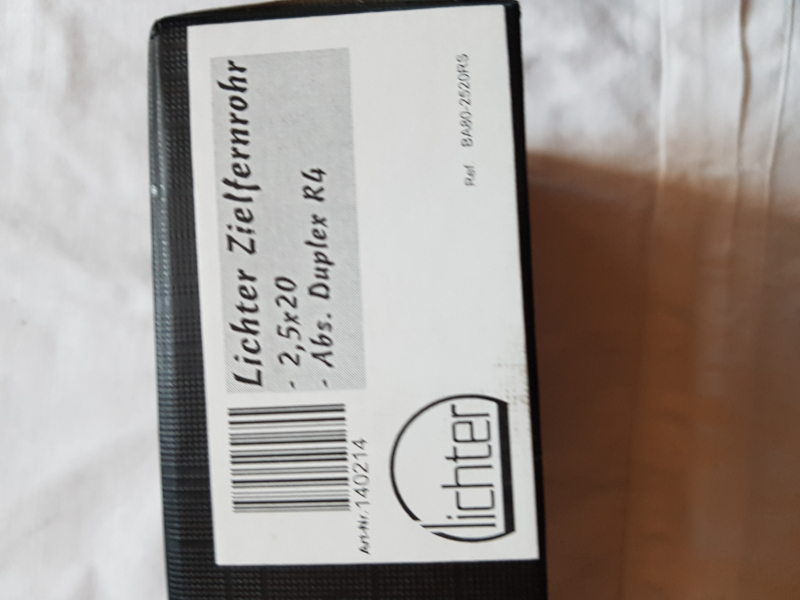 Lichter Zielfernrohr
- 2,5x20
- Abs. Duplex R4
Art-Nr. 140214
Ref. BA80-2520RS
lichter